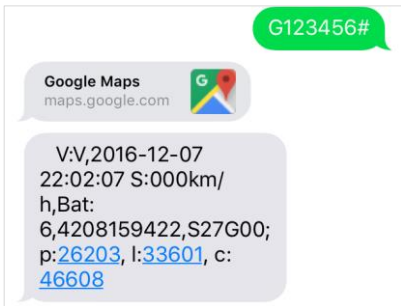 G123456#
Google Maps
maps.google.com
G
V:V,2016-12-07
22:02:07 S:000km/
h,Bat:
6,4208159422,S27G00;
p:26203, l:33601, c:
46608